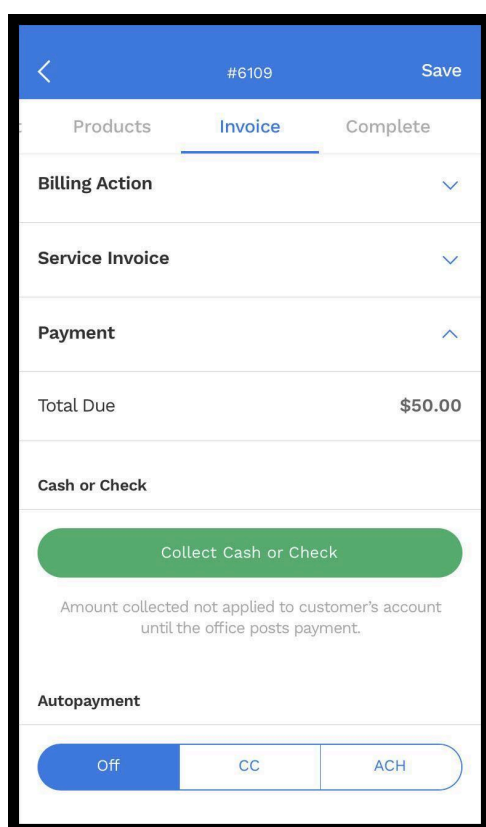 #6109
Save
Products
Invoice
Complete
Billing Action
Service Invoice
Payment
Total Due
$50.00
Cash or Check
Collect Cash or Check
Amount collected not applied to customer's account
until the office posts payment.
Autopayment
Off
CC
ACH